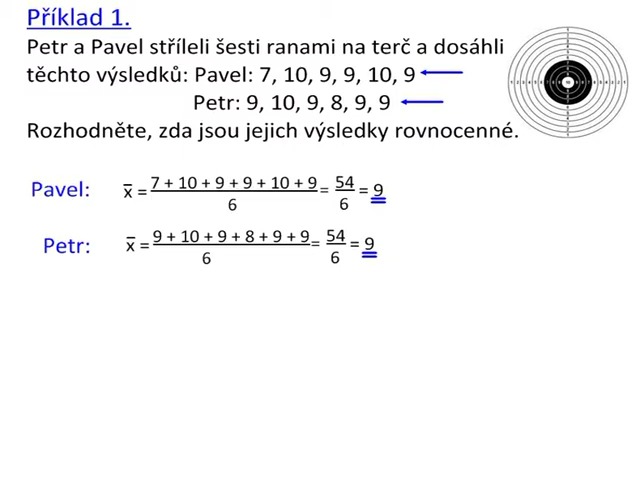 Příklad 1.
Petr a Pavel stříleli šesti ranami na terč a dosáhli
těchto výsledků: Pavel: 7, 10, 9, 9, 10, 9
Petr: 9, 10, 9, 8, 9, 9
Rozhodněte, zda jsou jejich výsledky rovnocenné.
Pavel: x̅ = (7 + 10 + 9 + 9 + 10 + 9)/6 = 54/6 = 9
Petr: x̅ = (9 + 10 + 9 + 8 + 9 + 9)/6 = 54/6 = 9